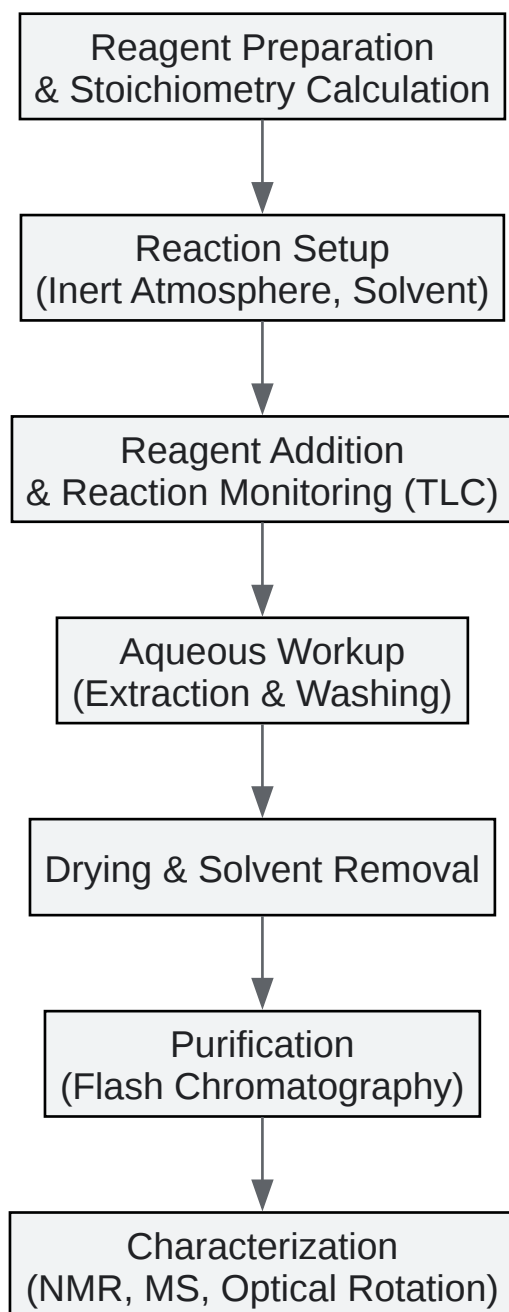 Reagent Preparation
& Stoichiometry Calculation
Reaction Setup
(Inert Atmosphere, Solvent)
Reagent Addition
& Reaction Monitoring (TLC)
Aqueous Workup
(Extraction & Washing)
Drying & Solvent Removal
Purification
(Flash Chromatography)
Characterization
(NMR, MS, Optical Rotation)